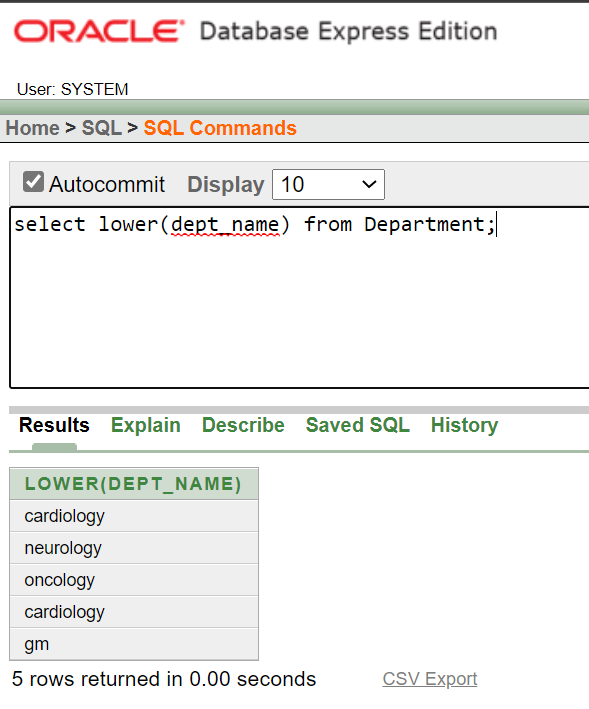 ORACLE® Database Express Edition
User: SYSTEM
Home > SQL > SQL Commands
Autocommit Display 10
select lower(dept_name) from Department;
Results Explain Describe Saved SQL History
LOWER(DEPT_NAME)
cardiology
neurology
oncology
cardiology
gm
5 rows returned in 0.00 seconds CSV Export